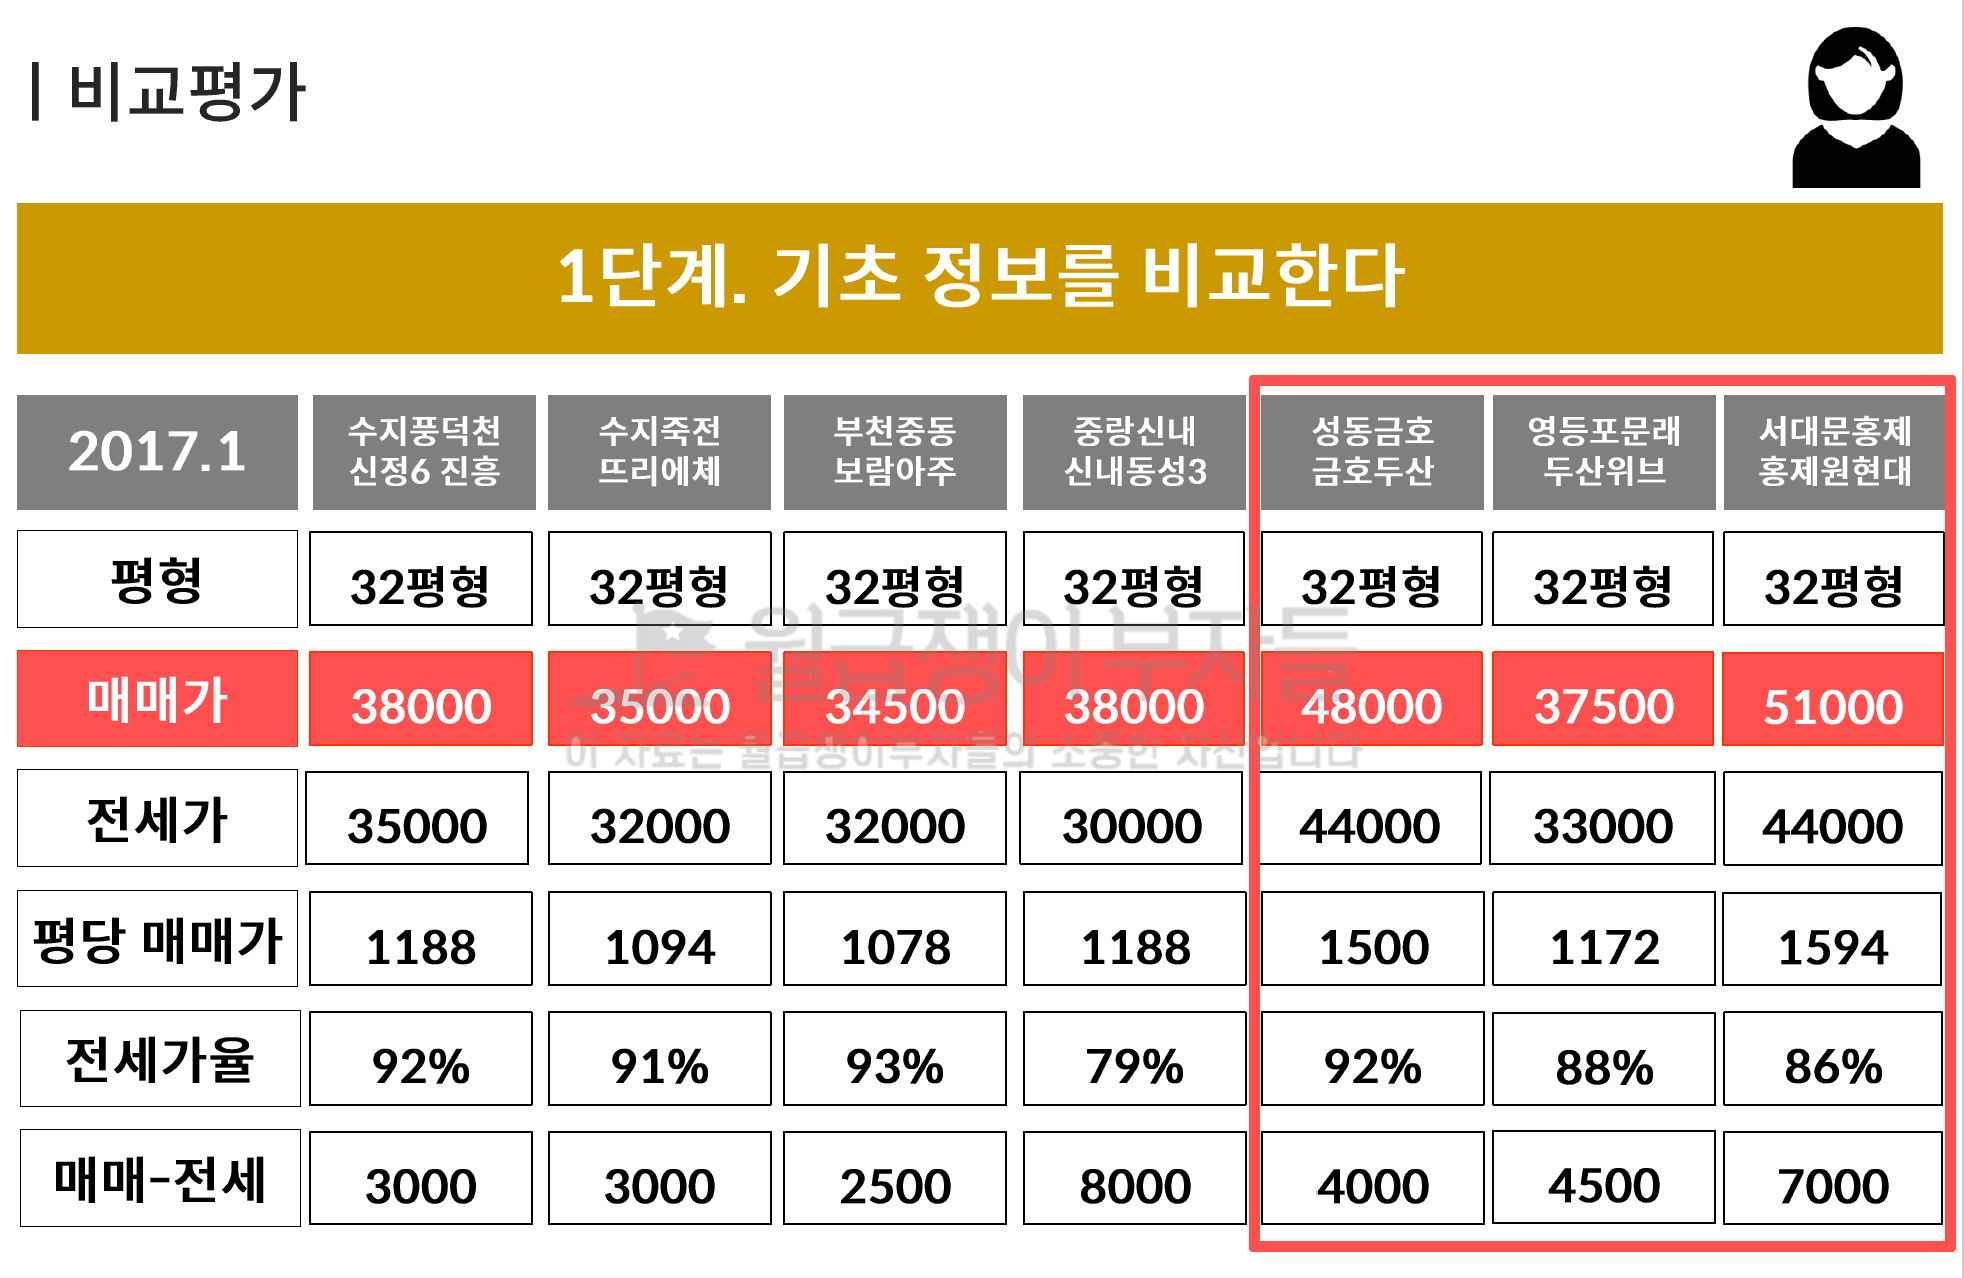 | 비교평가
1단계. 기초 정보를 비교한다
2017.1 수지풍덕천 신정6 진흥 수지죽전 뜨리에체 부천중동 보람아주 중랑신내 신내동성3 성동금호 금호두산 영등포문래 두산위브 서대문홍제 홍제원현대
평형 32평형 32평형 32평형 32평형 32평형 32평형 32평형
월급쟁이 부자들
매매가 38000 35000 34500 38000 48000 37500 51000
이 자료는 월급쟁이부자들의 소중한 자산입니다
전세가 35000 32000 32000 30000 44000 33000 44000
평당 매매가 1188 1094 1078 1188 1500 1172 1594
전세가율 92% 91% 93% 79% 92% 88% 86%
매매-전세 3000 3000 2500 8000 4000 4500 7000